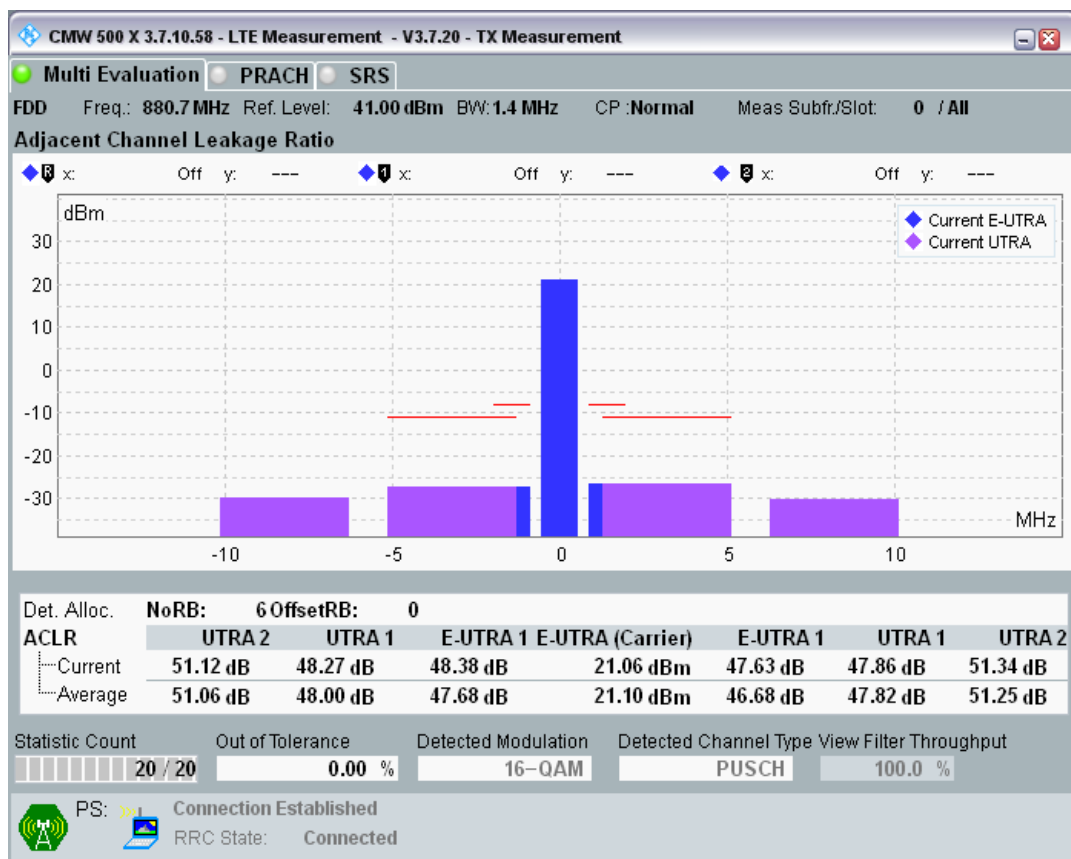 CMW 500 X 3.7.10.58 - LTE Measurement - V3.7.20 - TX Measurement
Multi Evaluation PRACH SRS
FDD Freq.: 880.7 MHz Ref. Level: 41.00 dBm BW: 1.4 MHz CP :Normal Meas Subfr./Slot: 0 / All
Adjacent Channel Leakage Ratio
R x: Off y: --- 1 x: Off y: --- 2 x: Off y: ---
dBm
Current E-UTRA
Current UTRA
30
20
10
0
-10
-20
-30
MHz
-10 -5 0 5 10
Det. Alloc. NoRB: 6 OffsetRB: 0
ACLR UTRA 2 UTRA 1 E-UTRA 1 E-UTRA (Carrier) E-UTRA 1 UTRA 1 UTRA 2
Current 51.12 dB 48.27 dB 48.38 dB 21.06 dBm 47.63 dB 47.86 dB 51.34 dB
Average 51.06 dB 48.00 dB 47.68 dB 21.10 dBm 46.68 dB 47.82 dB 51.25 dB
Statistic Count Out of Tolerance Detected Modulation Detected Channel Type View Filter Throughput
20 / 20 0.00 % 16-QAM PUSCH 100.0 %
PS: Connection Established
RRC State: Connected